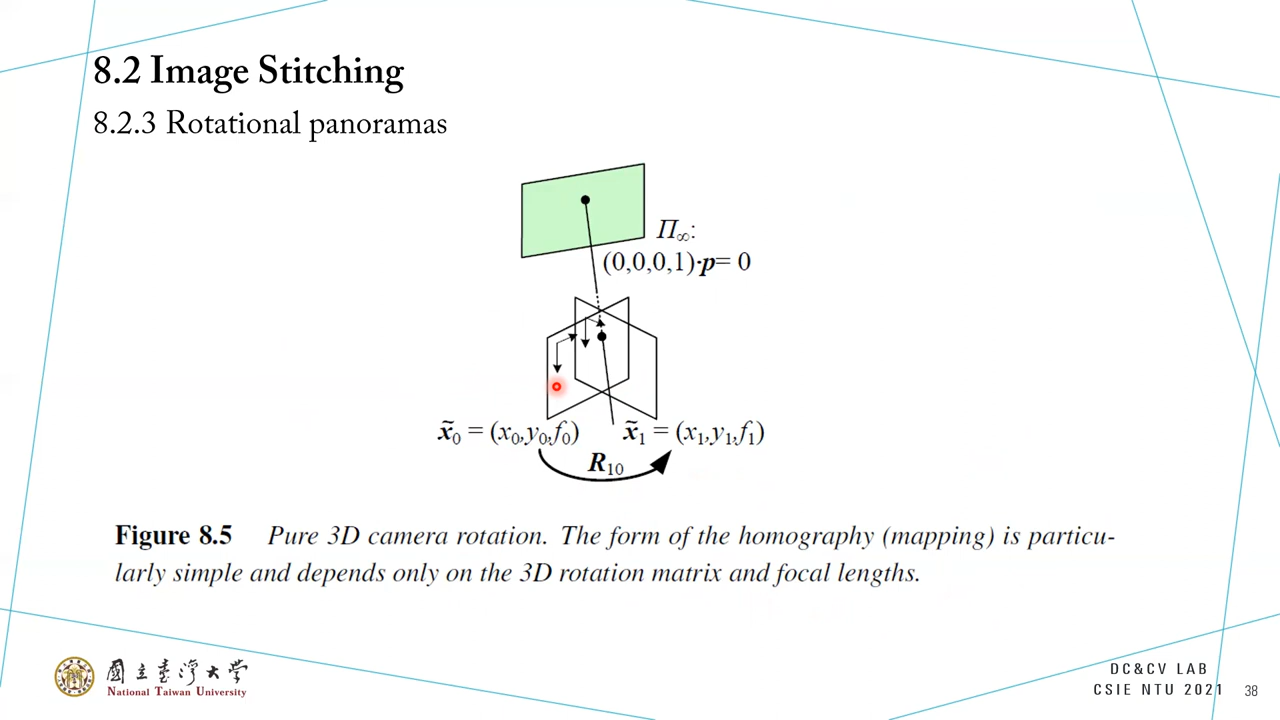 8.2 Image Stitching
8.2.3 Rotational panoramas
Π∞:
(0,0,0,1)·p= 0
x̃0 = (x0,y0,f0)
x̃1 = (x1,y1,f1)
R10
Figure 8.5 Pure 3D camera rotation. The form of the homography (mapping) is particu-
larly simple and depends only on the 3D rotation matrix and focal lengths.
國立臺灣大學
National Taiwan University
DC&CV LAB
CSIE NTU 2021
38